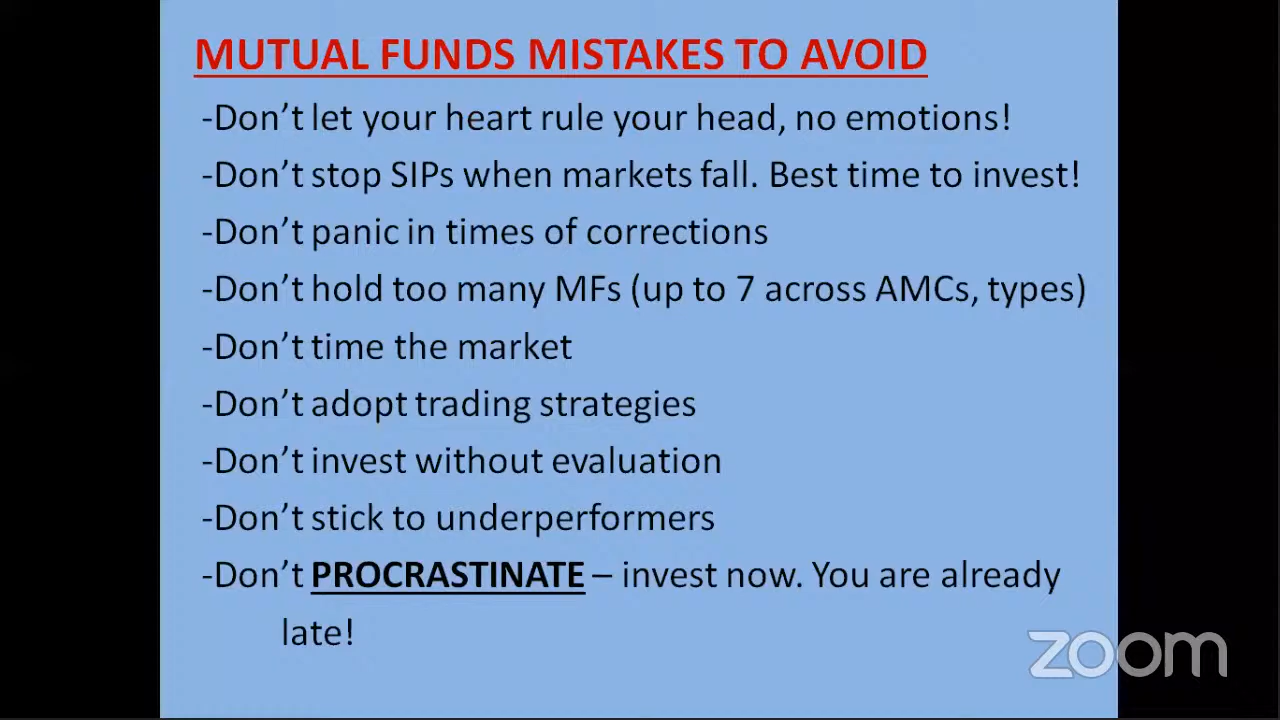 MUTUAL FUNDS MISTAKES TO AVOID
-Don’t let your heart rule your head, no emotions!
-Don’t stop SIPs when markets fall. Best time to invest!
-Don’t panic in times of corrections
-Don’t hold too many MFs (up to 7 across AMCs, types)
-Don’t time the market
-Don’t adopt trading strategies
-Don’t invest without evaluation
-Don’t stick to underperformers
-Don’t PROCRASTINATE – invest now. You are already
late!
zoom